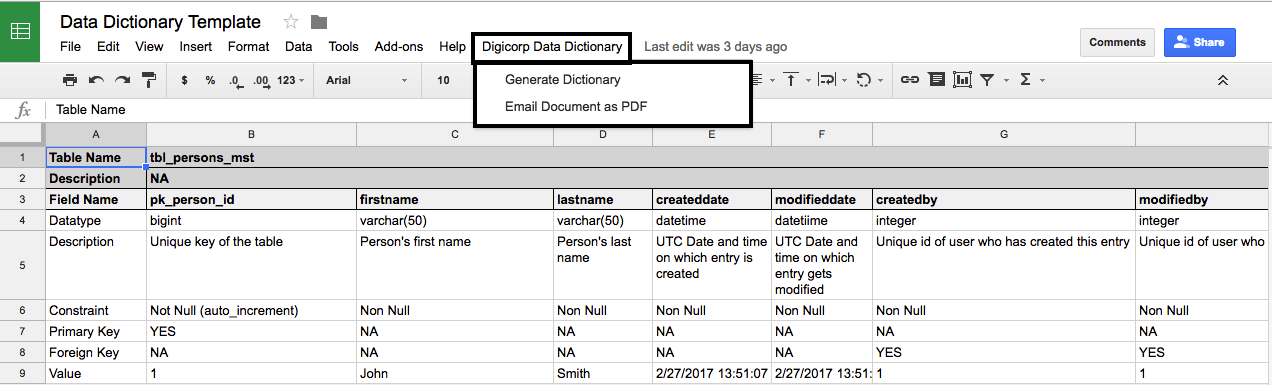 Data Dictionary Template
File Edit View Insert Format Data Tools Add-ons Help Digicorp Data Dictionary Last edit was 3 days ago
Comments
Share
$ % .0 .00 123 Arial 10
Generate Dictionary
Email Document as PDF
fx Table Name
A B C D E F G
1 Table Name tbl_persons_mst
2 Description NA
3 Field Name pk_person_id firstname lastname createddate modifieddate createdby modifiedby
4 Datatype bigint varchar(50) varchar(50) datetime datetiime integer integer
5 Description Unique key of the table Person's first name Person's last name UTC Date and time on which entry is created UTC Date and time on which entry gets modified Unique id of user who has created this entry Unique id of user who
6 Constraint Not Null (auto_increment) Non Null Non Null Non Null Non Null Non Null Non Null
7 Primary Key YES NA NA NA NA NA NA
8 Foreign Key NA NA NA NA NA YES YES
9 Value 1 John Smith 2/27/2017 13:51:07 2/27/2017 13:51: 1 1